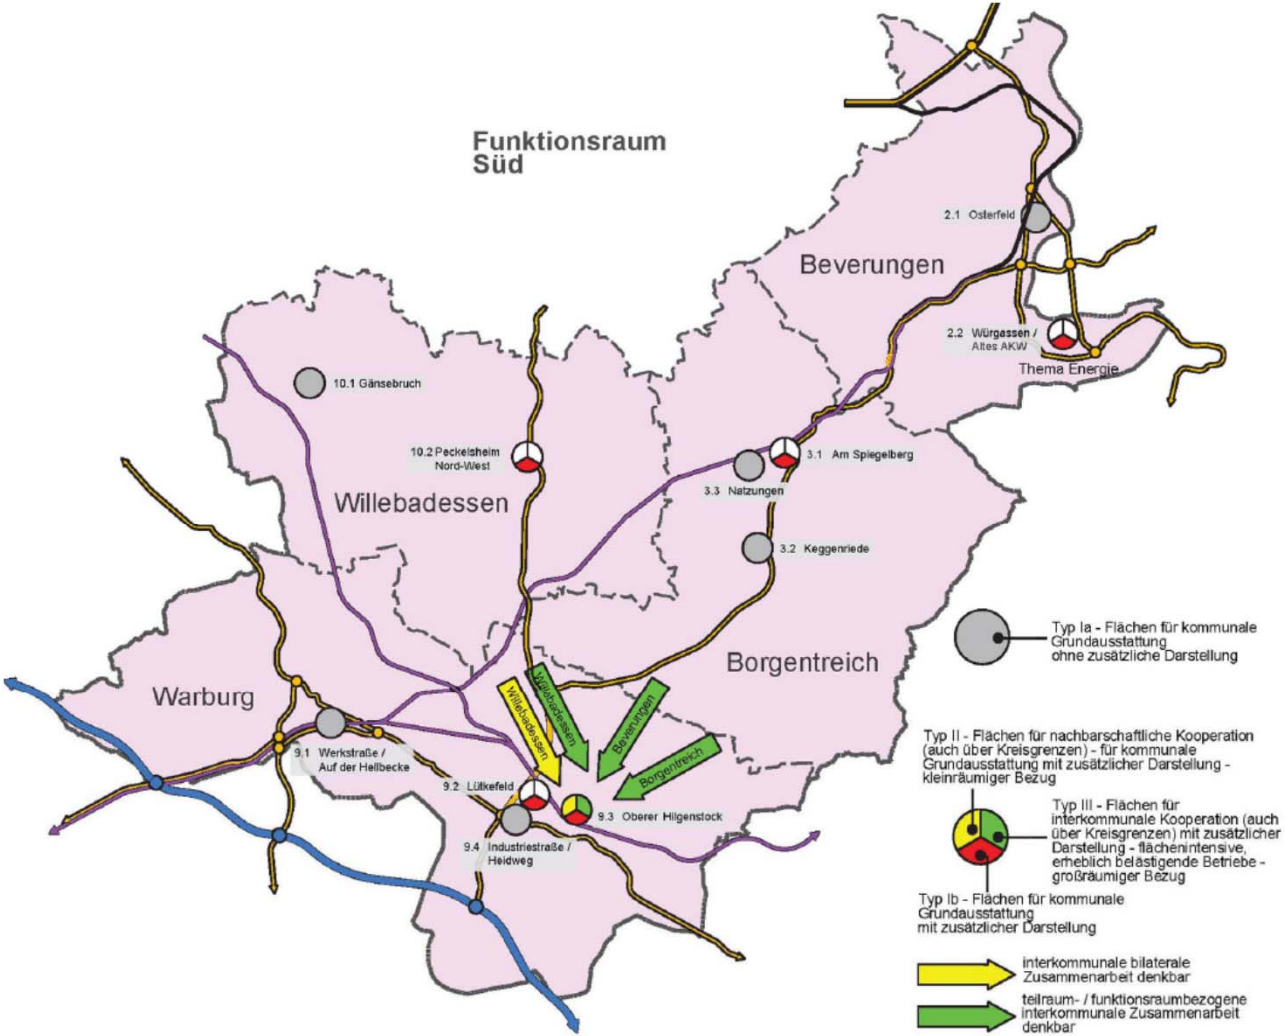 Funktionsraum
Süd
2.1 Osterfeld
Beverungen
2.2 Würgassen /
Altes AKW
Thema Energie
10.1 Gänsebruch
10.2 Peckelsheim
Nord-West
3.1 Am Spiegelberg
3.3 Natzungen
Willebadessen
3.2 Keggenriede
Borgentreich
Warburg
Willebadessen
Willebadessen
Beverungen
Borgentreich
9.1 Werkstraße /
Auf der Hellbecke
9.2 Lütkefeld
9.3 Oberer Hilgenstock
9.4 Industriestraße /
Heidweg
Typ Ia - Flächen für kommunale
Grundausstattung
ohne zusätzliche Darstellung
Typ II - Flächen für nachbarschaftliche Kooperation
(auch über Kreisgrenzen) - für kommunale
Grundausstattung mit zusätzlicher Darstellung -
kleinräumiger Bezug
Typ III - Flächen für
interkommunale Kooperation (auch
über Kreisgrenzen) mit zusätzlicher
Darstellung - flächenintensive,
erheblich belästigende Betriebe -
großräumiger Bezug
Typ Ib - Flächen für kommunale
Grundausstattung
mit zusätzlicher Darstellung
interkommunale bilaterale
Zusammenarbeit denkbar
teilraum- / funktionsraumbezogene
interkommunale Zusammenarbeit
denkbar